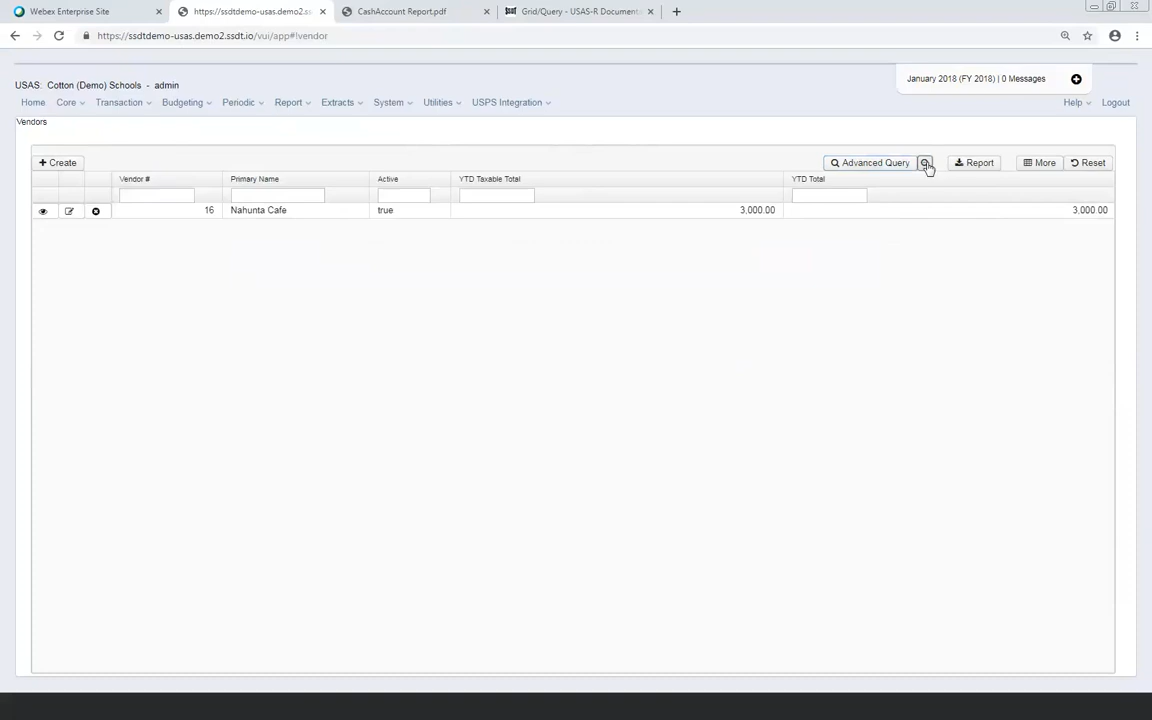 Webex Enterprise Site
https://ssdtdemo-usas.demo2.ss
CashAccount Report.pdf
Grid/Query - USAS-R Document
https://ssdtdemo-usas.demo2.ssdt.io/vui/app#!vendor
USAS: Cotton (Demo) Schools - admin
January 2018 (FY 2018) | 0 Messages
Home Core Transaction Budgeting Periodic Report Extracts System Utilities USPS Integration Help Logout
Vendors
+ Create Advanced Query Report More Reset
Vendor # Primary Name Active YTD Taxable Total YTD Total
16 Nahunta Cafe true 3,000.00 3,000.00